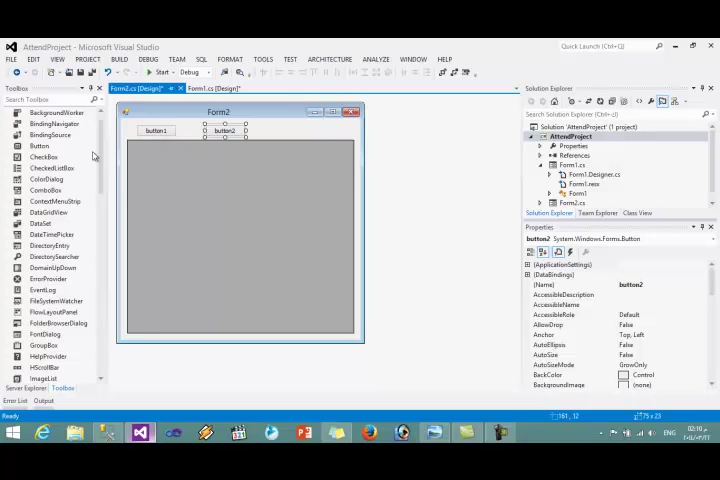 AttendProject - Microsoft Visual Studio
Quick Launch (Ctrl+Q)
FILE EDIT VIEW PROJECT BUILD DEBUG TEAM SQL FORMAT TOOLS TEST ARCHITECTURE ANALYZE WINDOW HELP
Start Debug
Toolbox
Search Toolbox
BackgroundWorker
BindingNavigator
BindingSource
Button
CheckBox
CheckedListBox
ColorDialog
ComboBox
ContextMenuStrip
DataGridView
DataSet
DateTimePicker
DirectoryEntry
DirectorySearcher
DomainUpDown
ErrorProvider
EventLog
FileSystemWatcher
FlowLayoutPanel
FolderBrowserDialog
FontDialog
GroupBox
HelpProvider
HScrollBar
ImageList
Server Explorer Toolbox
Error List Output
Form2.cs [Design]* Form1.cs [Design]*
Form2
button1 button2
Solution Explorer
Search Solution Explorer (Ctrl+;)
Solution 'AttendProject' (1 project)
AttendProject
Properties
References
Form1.cs
Form1.Designer.cs
Form1.resx
Form1
Form2.cs
Solution Explorer Team Explorer Class View
Properties
button2 System.Windows.Forms.Button
(ApplicationSettings)
(DataBindings)
(Name) button2
AccessibleDescription
AccessibleName
AccessibleRole Default
AllowDrop False
Anchor Top, Left
AutoEllipsis False
AutoSize False
AutoSizeMode GrowOnly
BackColor Control
BackgroundImage (none)
Ready
161, 12
75 x 23
ENG